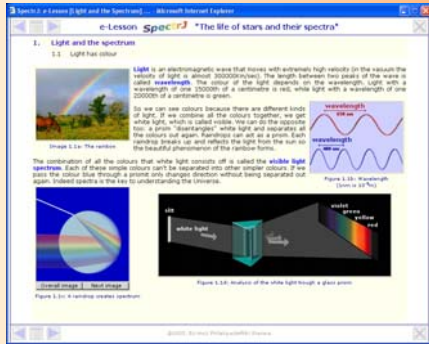 SpectrJ: e-Lesson [Light and the Spectrum] ... - Microsoft Internet Explorer
e-Lesson SpectrJ "The life of stars and their spectra"
1. Light and the spectrum
1.1 Light has colour
Light is an electromagnetic wave that moves with extremely high velocity (in the vacuum the
velocity of light is almost 300000km/sec). The length between two peaks of the wave is
called wavelength. The colour of the light depends on the wavelength. Light with a
wavelength of one 15000th of a centimetre is red, while light with a wavelength of one
20000th of a centimetre is green.
Image 1.1a: The rainbow
So we can see colours because there are different kinds
of light. If we combine all the colours together, we get
white light, which is called visible. We can do the opposite
too: a prism "disentangles" white light and separates all
the colours out again. Raindrops can act as a prism. Each
raindrop breaks up and reflects the light from the sun so
the beautiful phenomenon of the rainbow forms.
wavelength
650 nm
wavelength
Figure 1.1b: Wavelength
The combination of all the colours that white light consists off is called the visible light
spectrum. Each of these simple colours can't be separated into other simpler colours. If we
pass the colour blue through a prism it only changes direction without being separated out
again. Indeed spectra is the key to understanding the Universe.
slit
white light
violet
green
yellow
red
Overall image Next image
Figure 1.1c: A raindrop creates spectrum
Figure 1.1d: Analysis of the white light trough a glass prism